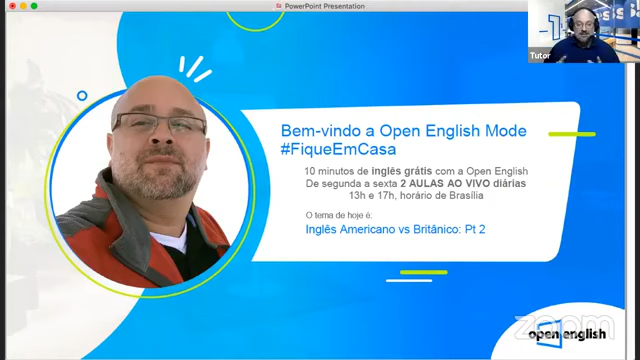 PowerPoint Presentation
Tutor
Bem-vindo a Open English Mode
#FiqueEmCasa
10 minutos de inglês grátis com a Open English
De segunda a sexta 2 AULAS AO VIVO diárias
13h e 17h, horário de Brasília
O tema de hoje é:
Inglês Americano vs Britânico: Pt 2
zoom
open english